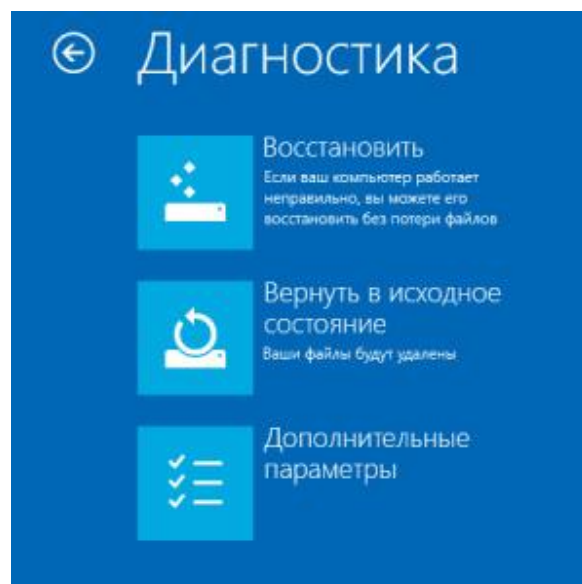 Диагностика
Восстановить
Если ваш компьютер работает
неправильно, вы можете его
восстановить без потери файлов
Вернуть в исходное
состояние
Ваши файлы будут удалены
Дополнительные
параметры